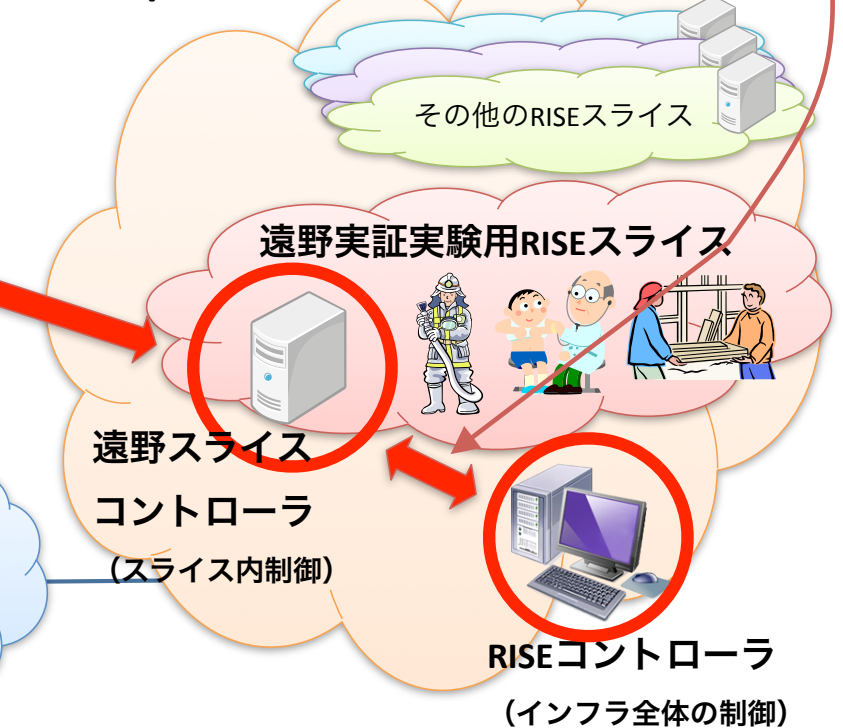 その他のRISEスライス
遠野実証実験用RISEスライス
遠野スライス
コントローラ
（スライス内制御）
RISEコントローラ
（インフラ全体の制御）